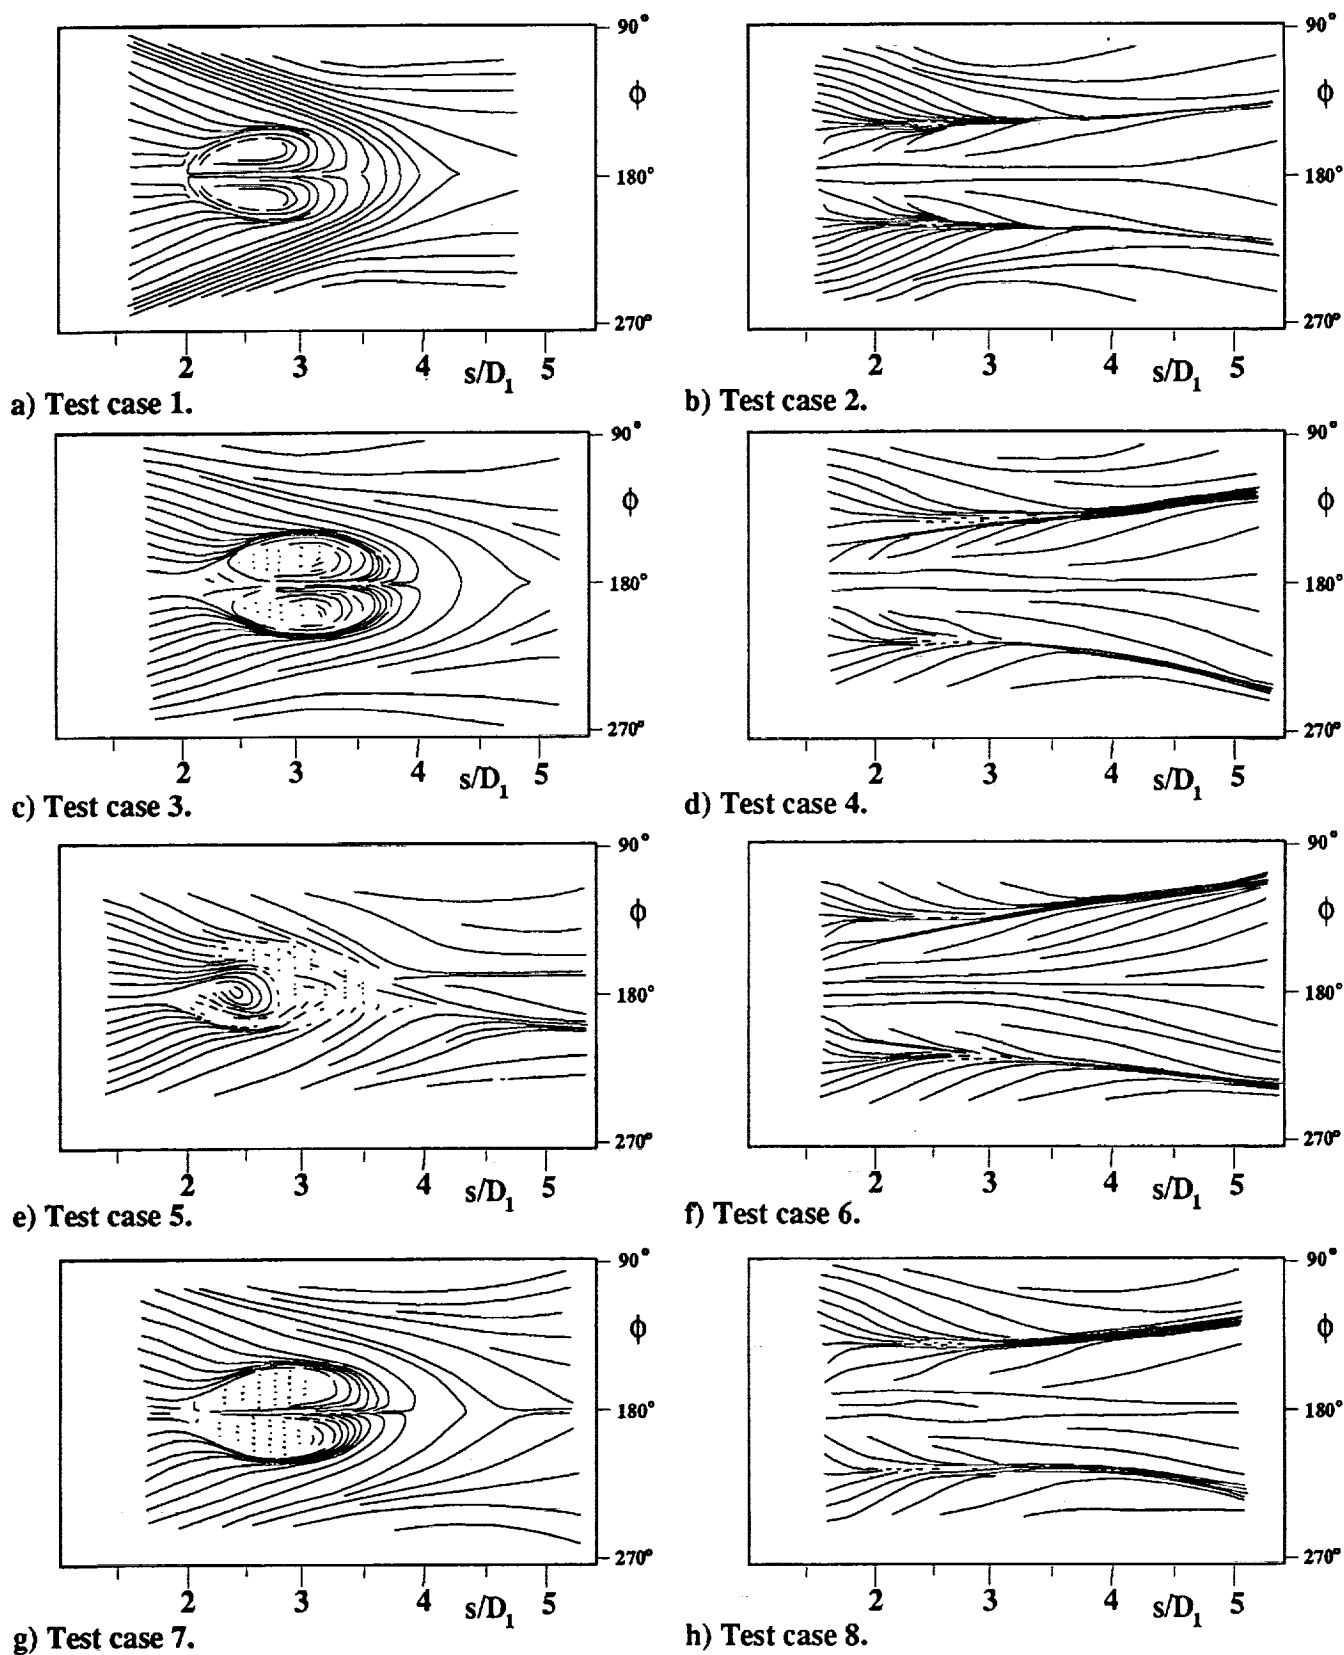 90°
ϕ
180°
270°
2 3 4 s/D1 5
a) Test case 1.
90°
ϕ
180°
270°
2 3 4 s/D1 5
b) Test case 2.
90°
ϕ
180°
270°
2 3 4 s/D1 5
c) Test case 3.
90°
ϕ
180°
270°
2 3 4 s/D1 5
d) Test case 4.
90°
ϕ
180°
270°
2 3 4 s/D1 5
e) Test case 5.
90°
ϕ
180°
270°
2 3 4 s/D1 5
f) Test case 6.
90°
ϕ
180°
270°
2 3 4 s/D1 5
g) Test case 7.
90°
ϕ
180°
270°
2 3 4 s/D1 5
h) Test case 8.